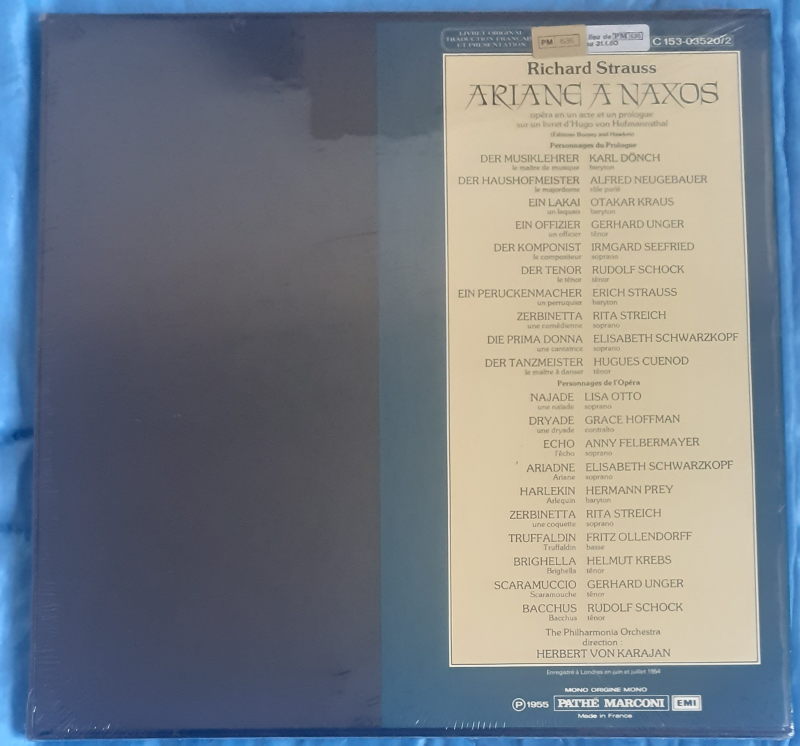 LIVRET ORIGINAL
TRADUCTION FRANÇAISE
ET PRESENTATION
PM
lieu de PM
31.1.80
C 153-03520/2
Richard Strauss
ARIANE A NAXOS
opéra en un acte et un prologue
sur un livret d'Hugo von Hofmannsthal
(Editions Boosey and Hawkes)
Personnages du Prologue
DER MUSIKLEHRER KARL DÖNCH
le maître de musique baryton
DER HAUSHOFMEISTER ALFRED NEUGEBAUER
le majordome rôle parlé
EIN LAKAI OTAKAR KRAUS
un laquais baryton
EIN OFFIZIER GERHARD UNGER
un officier ténor
DER KOMPONIST IRMGARD SEEFRIED
le compositeur soprano
DER TENOR RUDOLF SCHOCK
le ténor ténor
EIN PERUCKENMACHER ERICH STRAUSS
un perruquier baryton
ZERBINETTA RITA STREICH
une comédienne soprano
DIE PRIMA DONNA ELISABETH SCHWARZKOPF
une cantatrice soprano
DER TANZMEISTER HUGUES CUENOD
le maître à danser ténor
Personnages de l'Opéra
NAJADE LISA OTTO
une naïade soprano
DRYADE GRACE HOFFMAN
une dryade contralto
ECHO ANNY FELBERMAYER
l'écho soprano
ARIADNE ELISABETH SCHWARZKOPF
Ariane soprano
HARLEKIN HERMANN PREY
Arlequin baryton
ZERBINETTA RITA STREICH
une coquette soprano
TRUFFALDIN FRITZ OLLENDORFF
Truffaldin basse
BRIGHELLA HELMUT KREBS
Brighella ténor
SCARAMUCCIO GERHARD UNGER
Scaramouche ténor
BACCHUS RUDOLF SCHOCK
Bacchus ténor
The Philharmonia Orchestra
direction :
HERBERT VON KARAJAN
Enregistré à Londres en juin et juillet 1954
MONO ORIGINE MONO
Ⓟ 1955 PATHÉ MARCONI EMI
Made in France